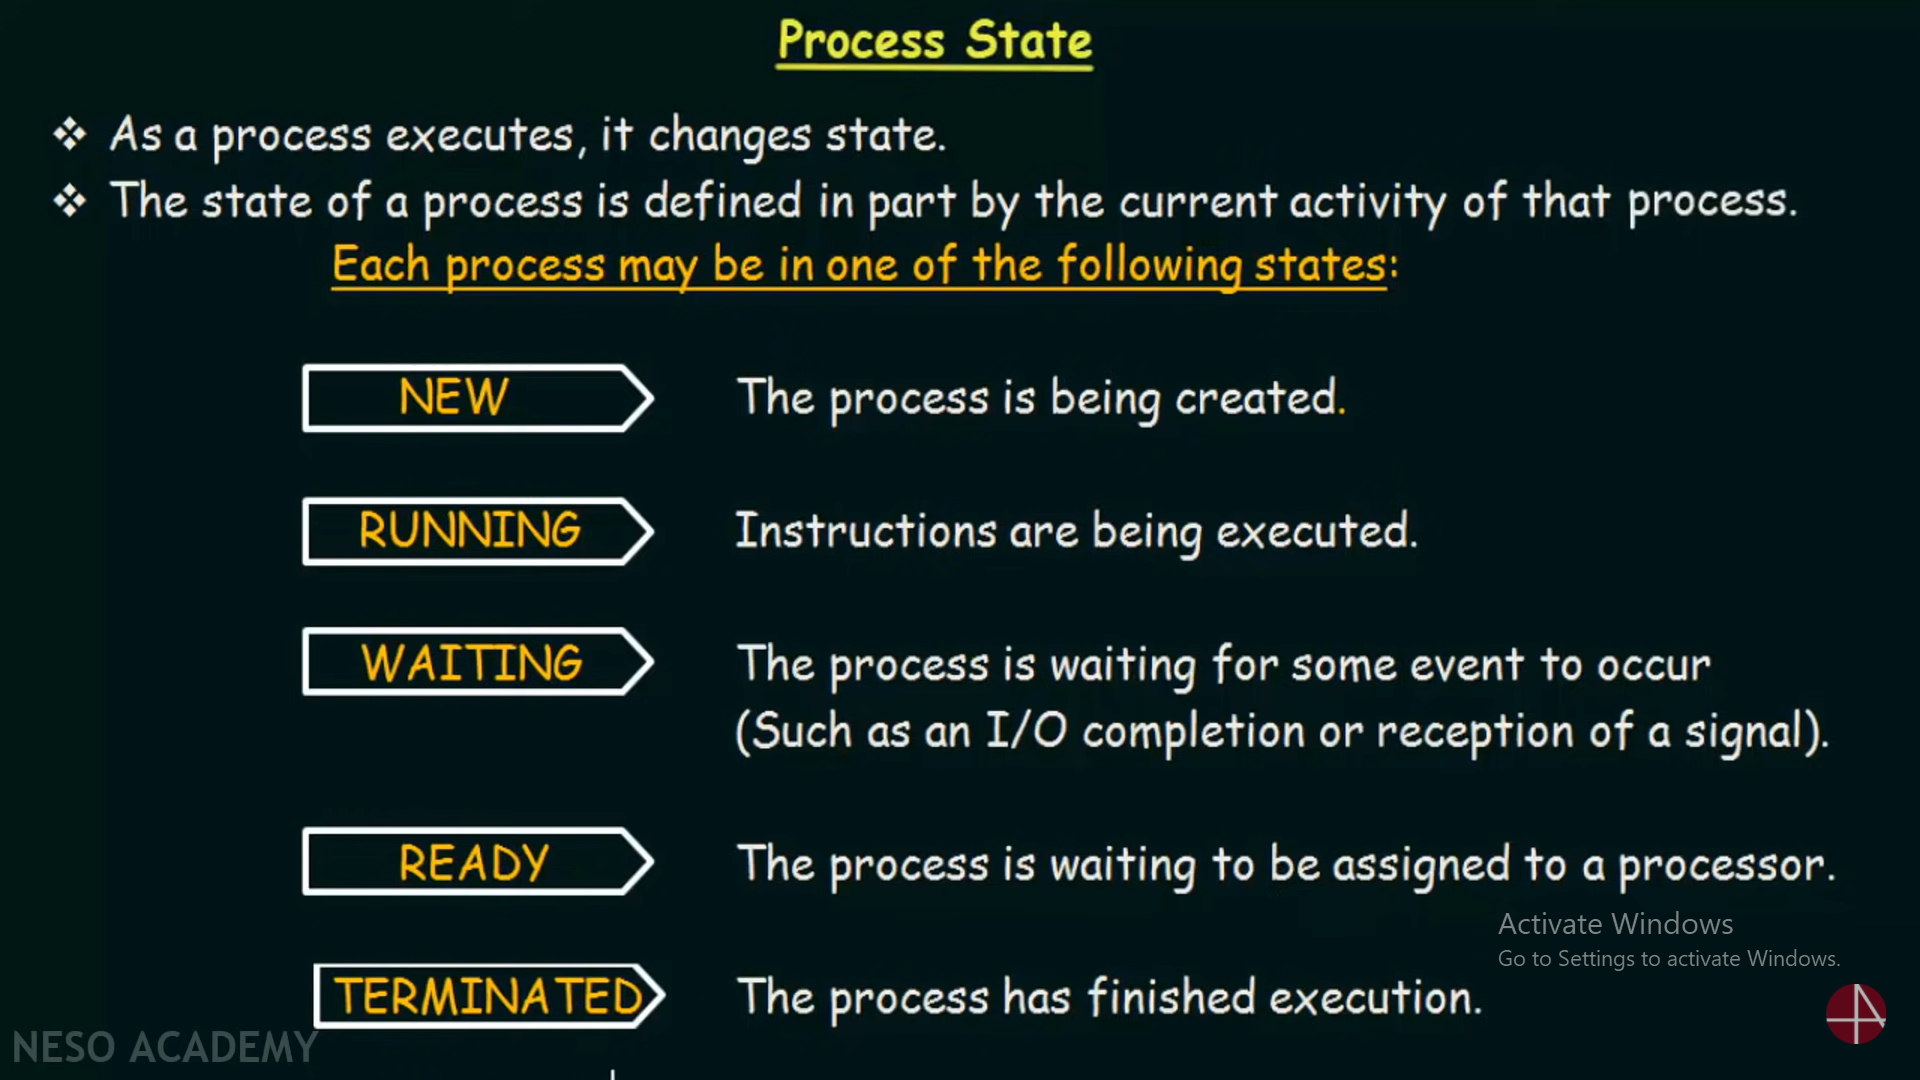 Process State
❖ As a process executes, it changes state.
❖ The state of a process is defined in part by the current activity of that process.
Each process may be in one of the following states:
NEW The process is being created.
RUNNING Instructions are being executed.
WAITING The process is waiting for some event to occur
(Such as an I/O completion or reception of a signal).
READY The process is waiting to be assigned to a processor.
Activate Windows
Go to Settings to activate Windows.
TERMINATED The process has finished execution.
NESO ACADEMY